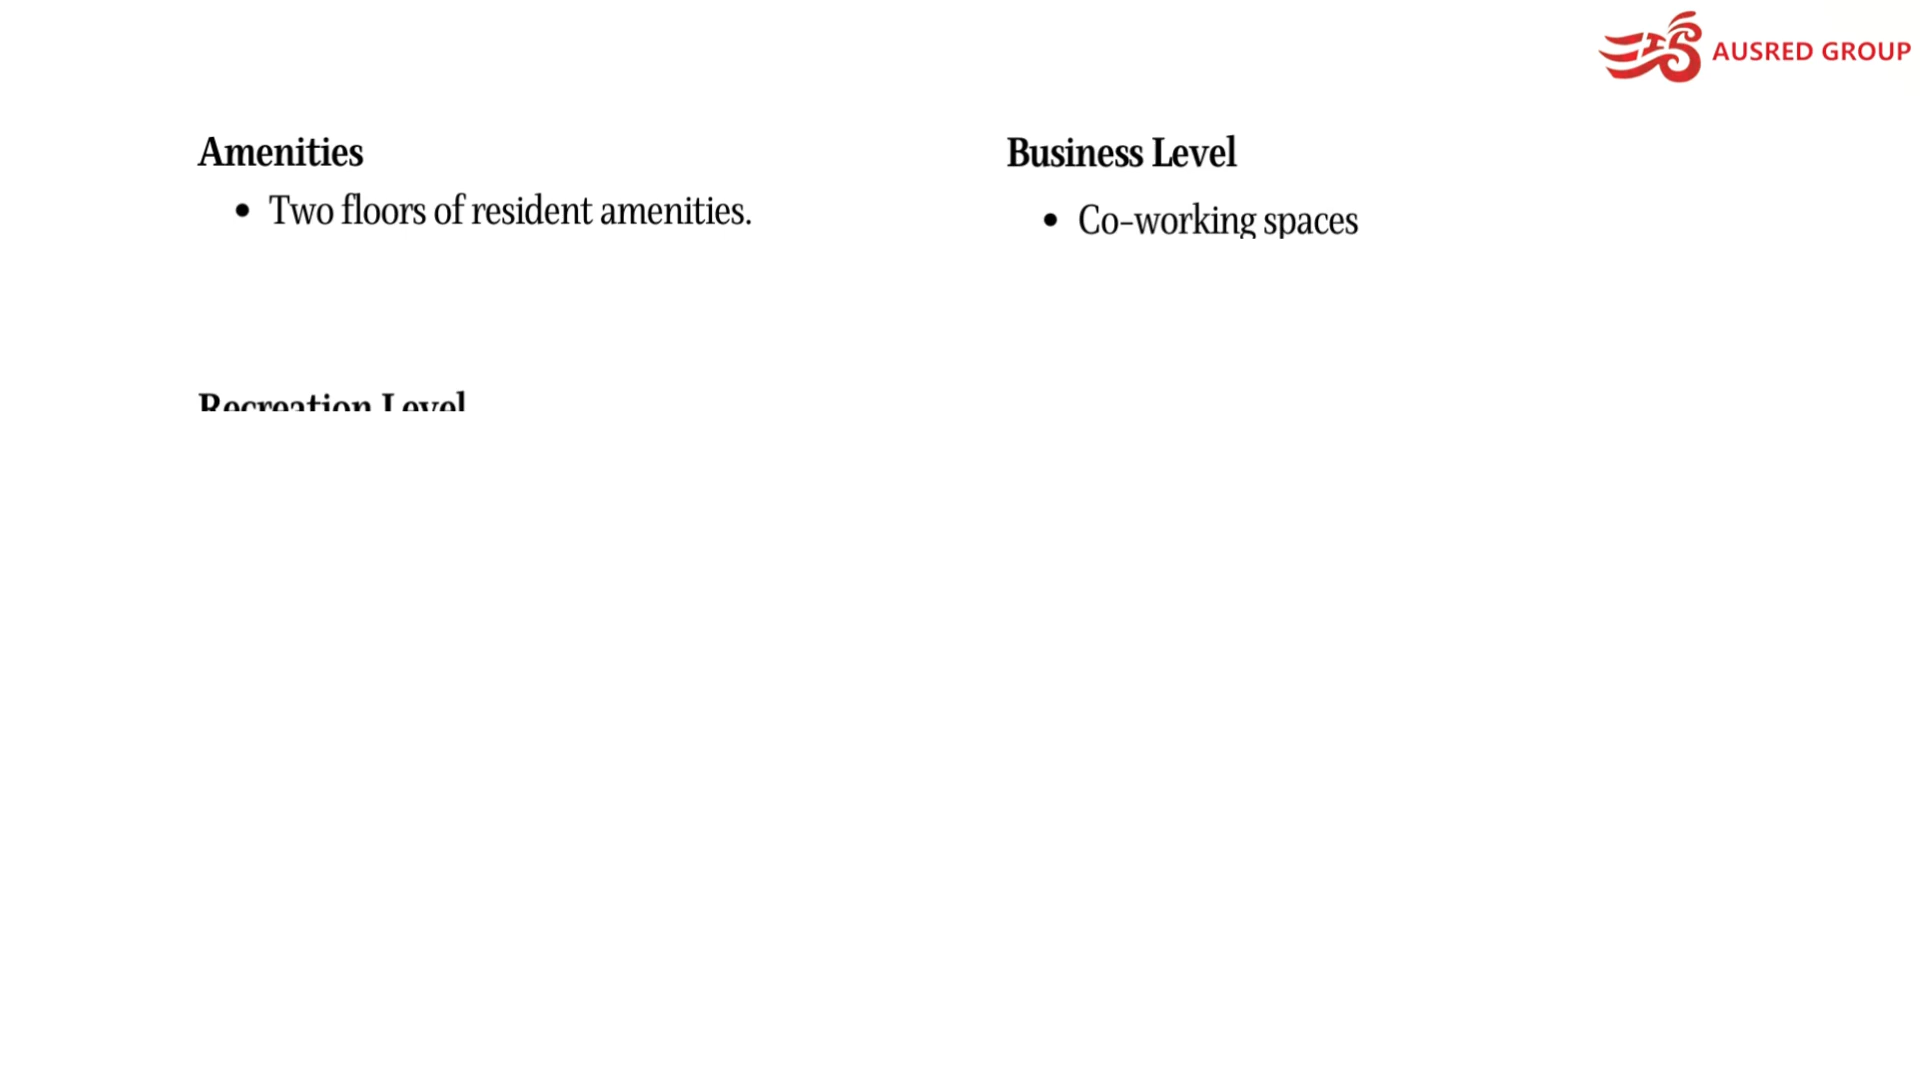 AUSRED GROUP
Amenities
• Two floors of resident amenities.
Recreation Level
Business Level
• Co-working spaces